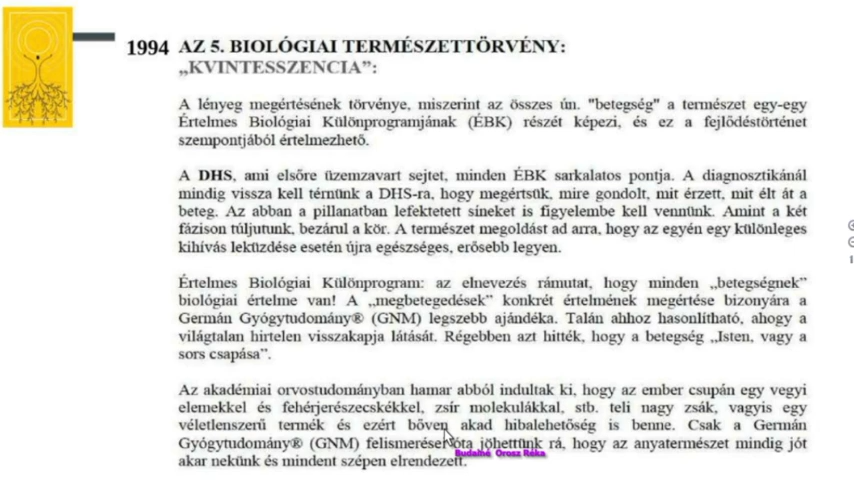 1994 AZ 5. BIOLÓGIAI TERMÉSZETTÖRVÉNY:
„KVINTESSZENCIA”:
A lényeg megértésének törvénye, miszerint az összes ún. "betegség" a természet egy-egy
Értelmes Biológiai Különprogramjának (ÉBK) részét képezi, és ez a fejlődéstörténet
szempontjából értelmezhető.
A DHS, ami elsőre üzemzavart sejtet, minden ÉBK sarkalatos pontja. A diagnosztikánál
mindig vissza kell térnünk a DHS-ra, hogy megértsük, mire gondolt, mit érzett, mit élt át a
beteg. Az abban a pillanatban lefektetett síneket is figyelembe kell vennünk. Amint a két
fázison túljutunk, bezárul a kör. A természet megoldást ad arra, hogy az egyén egy különleges
kihívás leküzdése esetén újra egészséges, erősebb legyen.
Értelmes Biológiai Különprogram: az elnevezés rámutat, hogy minden „betegségnek”
biológiai értelme van! A „megbetegedések” konkrét értelmének megértése bizonyára a
Germán Gyógytudomány® (GNM) legszebb ajándéka. Talán ahhoz hasonlítható, ahogy a
világtalan hirtelen visszakapja látását. Régebben azt hitték, hogy a betegség „Isten, vagy a
sors csapása”.
Az akadémiai orvostudományban hamar abból indultak ki, hogy az ember csupán egy vegyi
elemekkel és fehérjerészecskékkel, zsír molekulákkal, stb. teli nagy zsák, vagyis egy
véletlenszerű termék és ezért bőven akad hibalehetőség is benne. Csak a Germán
Gyógytudomány® (GNM) felismerése óta jöhettünk rá, hogy az anyatermészet mindig jót
akar nekünk és mindent szépen elrendezett.
Budainé Orosz Réka